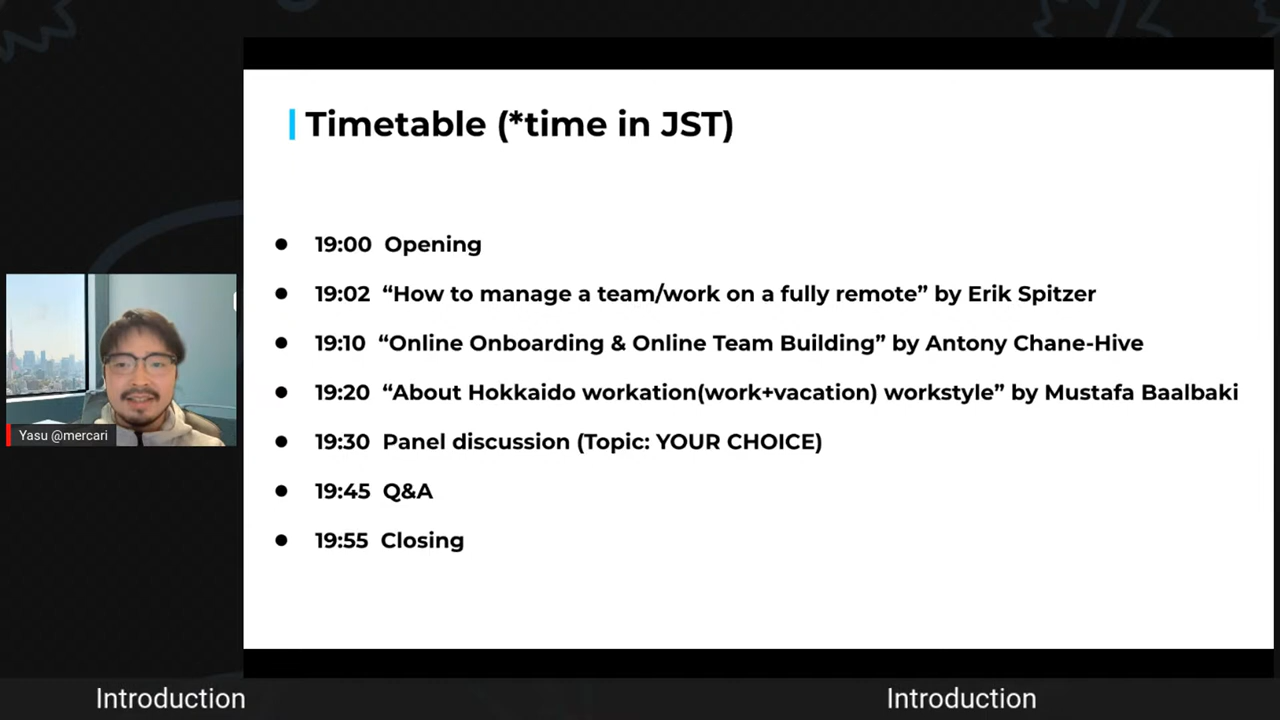 Timetable (*time in JST)
● 19:00 Opening
● 19:02 “How to manage a team/work on a fully remote” by Erik Spitzer
● 19:10 “Online Onboarding & Online Team Building” by Antony Chane-Hive
● 19:20 “About Hokkaido workation(work+vacation) workstyle” by Mustafa Baalbaki
● 19:30 Panel discussion (Topic: YOUR CHOICE)
● 19:45 Q&A
● 19:55 Closing
Yasu @mercari
Introduction
Introduction